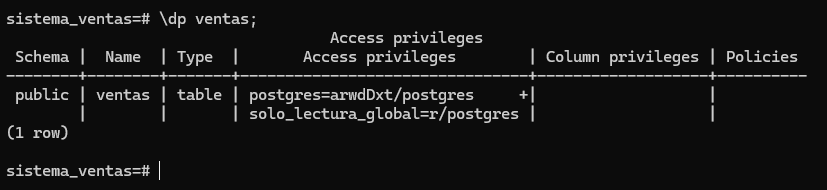 sistema_ventas=# \dp ventas;
                                Access privileges
 Schema |  Name  | Type  |       Access privileges       | Column privileges | Policies
--------+--------+-------+-------------------------------+-------------------+----------
 public | ventas | table | postgres=arwdDxt/postgres    +|                   |
        |        |       | solo_lectura_global=r/postgres |                   |
(1 row)
sistema_ventas=#